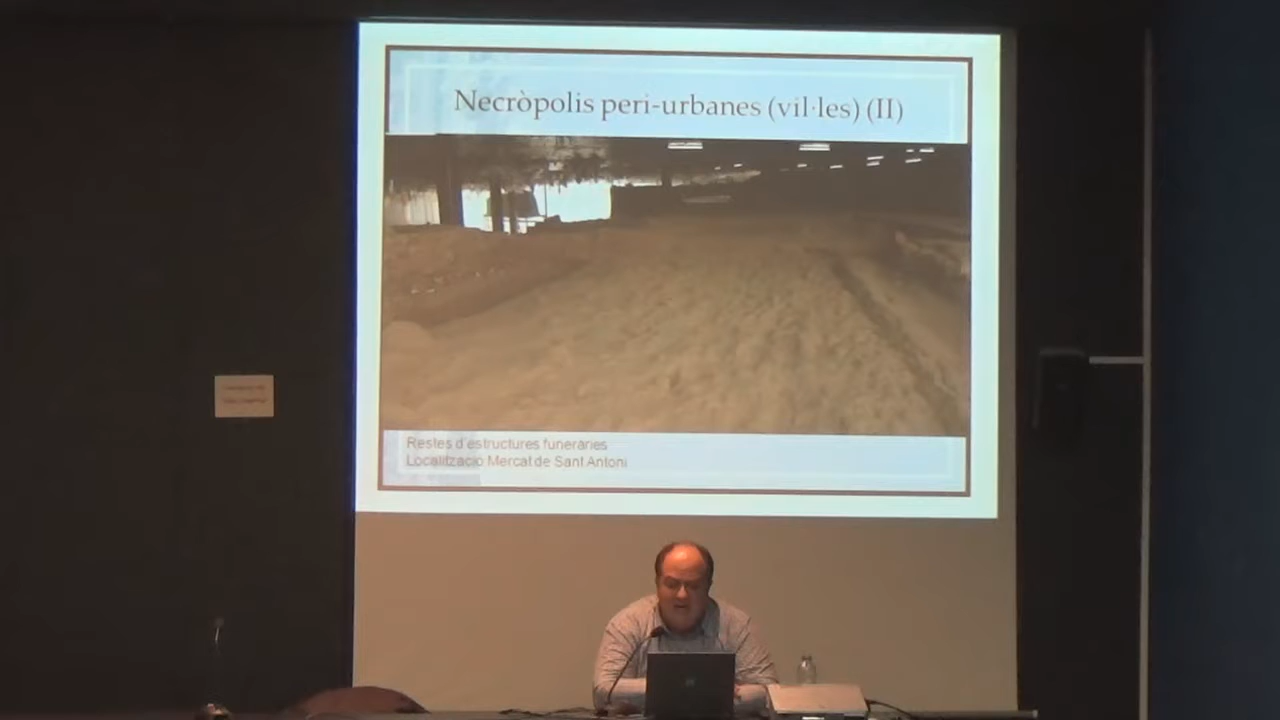 Necròpolis peri-urbanes (vil·les) (II)
Restes d'estructures funeràries
Localització Mercat de Sant Antoni